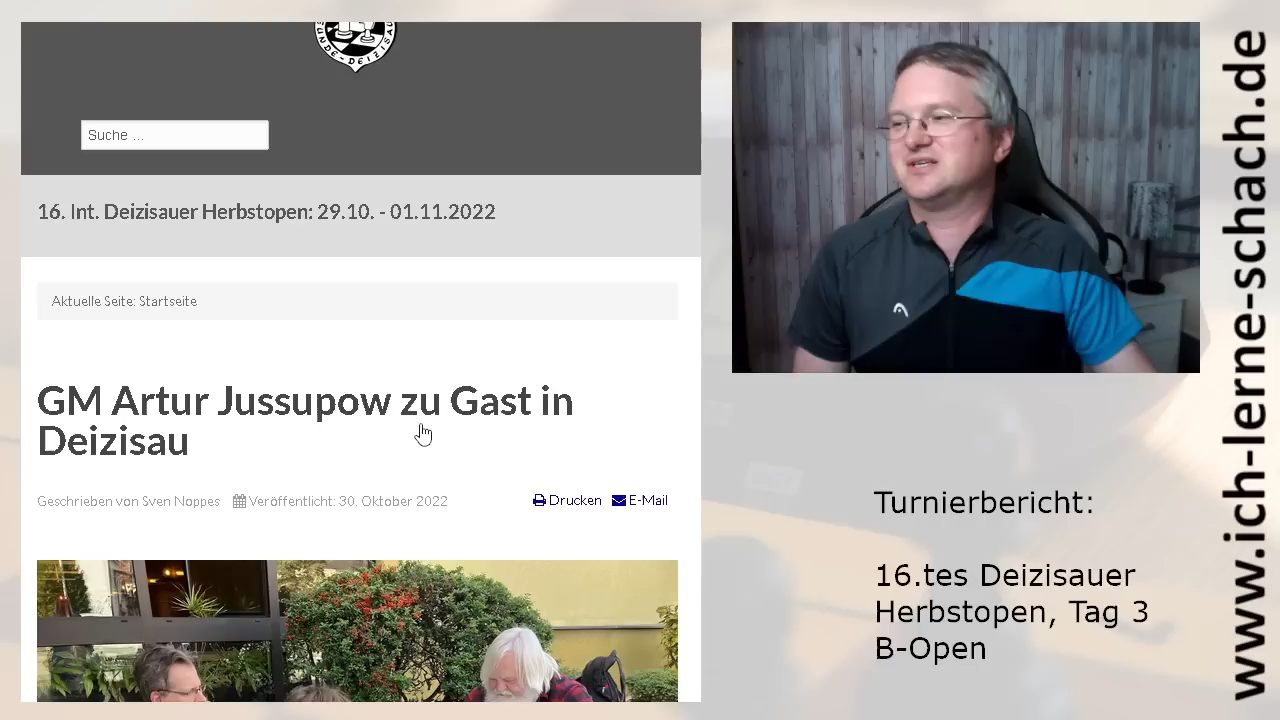 UNDE-DEIZISAU
Suche ...
16. Int. Deizisauer Herbstopen: 29.10. - 01.11.2022
Aktuelle Seite: Startseite
GM Artur Jussupow zu Gast in
Deizisau
Geschrieben von Sven Noppes
Veröffentlicht: 30. Oktober 2022
Drucken
E-Mail
Turnierbericht:
16.tes Deizisauer
Herbstopen, Tag 3
B-Open
www.ich-lerne-schach.de